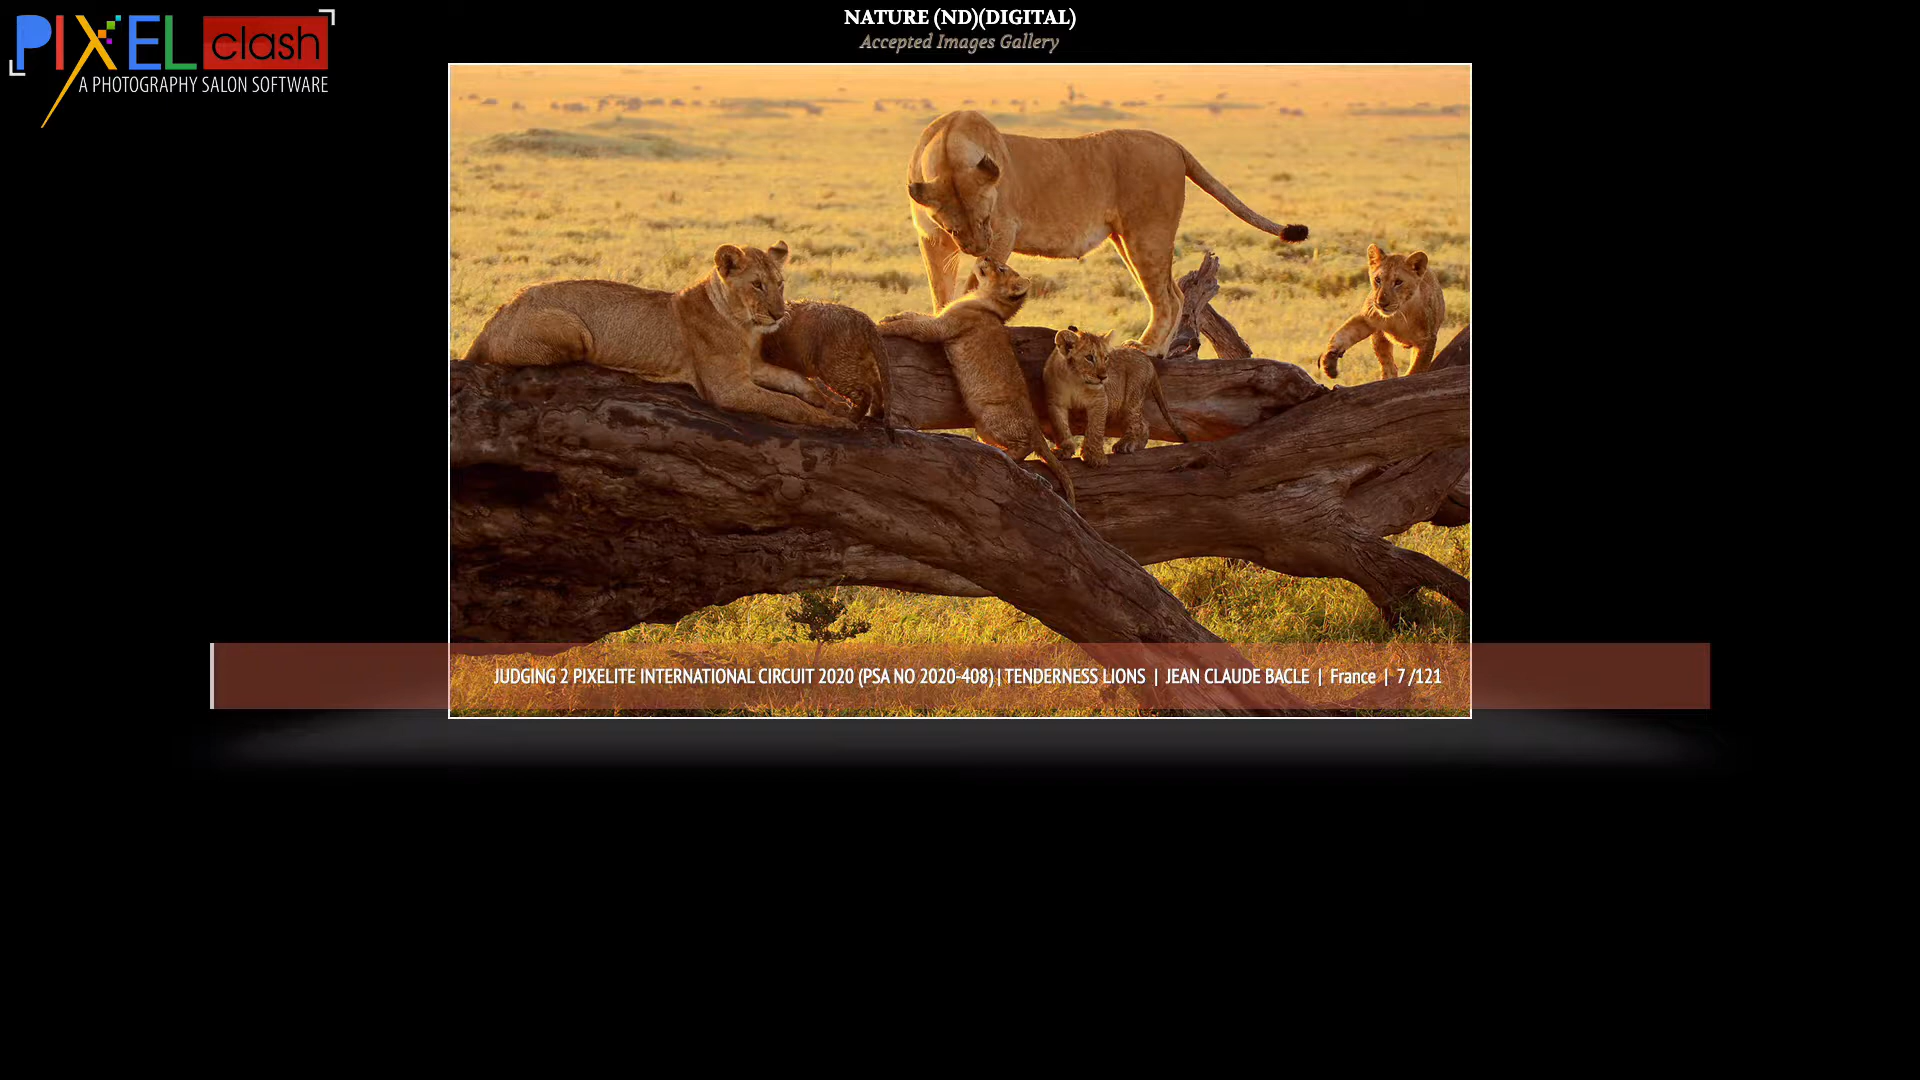 PIXEL clash
A PHOTOGRAPHY SALON SOFTWARE
NATURE (ND)(DIGITAL)
Accepted Images Gallery
JUDGING 2 PIXELITE INTERNATIONAL CIRCUIT 2020 (PSA NO 2020-408) | TENDERNESS LIONS | JEAN CLAUDE BACLE | France | 7 /121